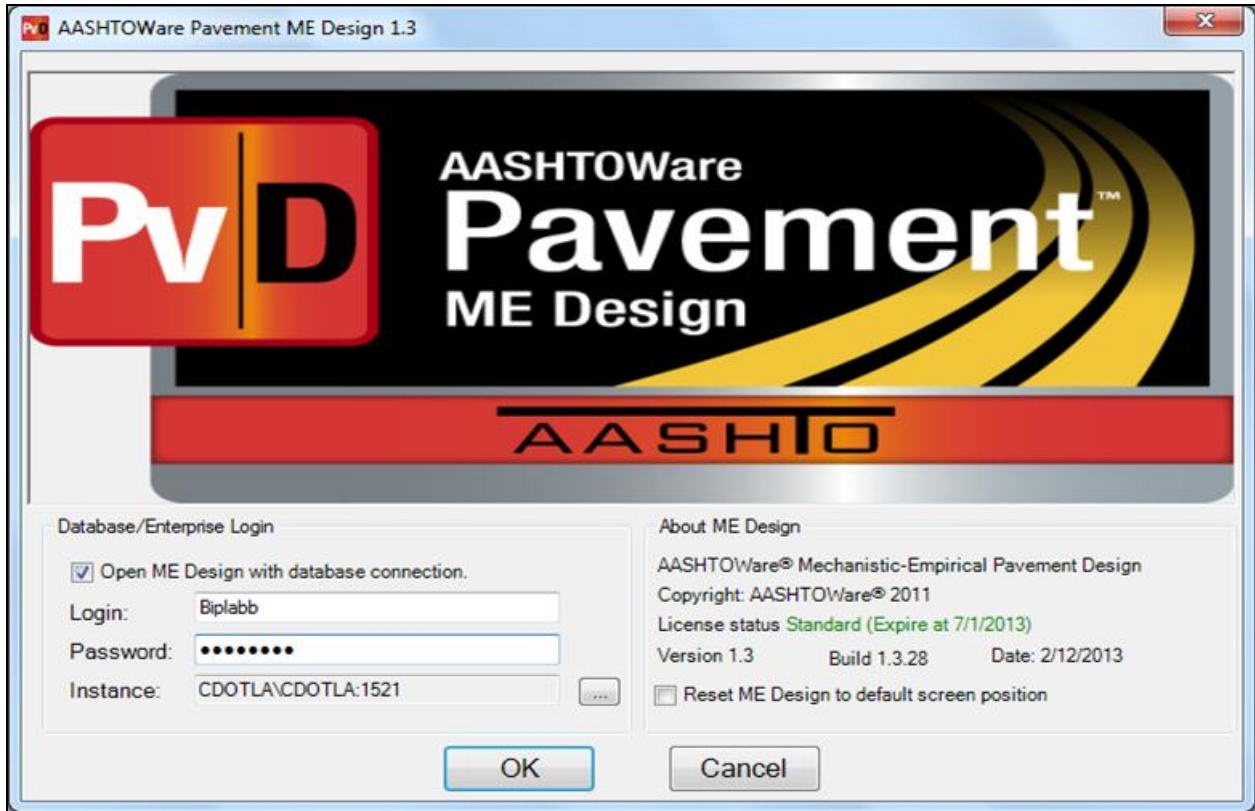 AASHTOWare Pavement ME Design 1.3
PvD
AASHTOWare
Pavement™
ME Design
AASHTO
Database/Enterprise Login
Open ME Design with database connection.
Login: Biplabb
Password: ●●●●●●●●
Instance: CDOTLA\CDOTLA:1521 ...
About ME Design
AASHTOWare® Mechanistic-Empirical Pavement Design
Copyright: AASHTOWare® 2011
License status Standard (Expire at 7/1/2013)
Version 1.3 Build 1.3.28 Date: 2/12/2013
Reset ME Design to default screen position
OK Cancel